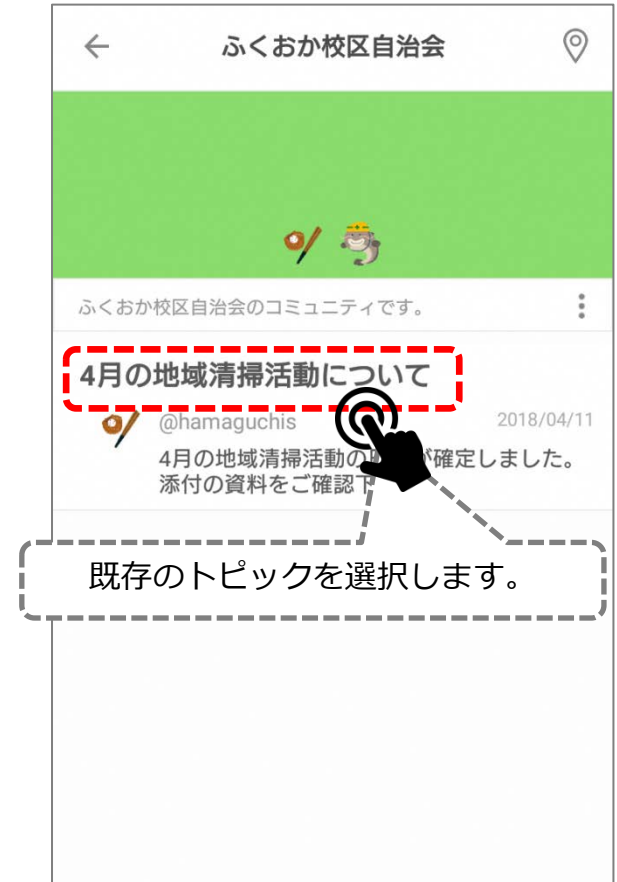 ふくおか校区自治会
ふくおか校区自治会のコミュニティです。
4月の地域清掃活動について
@hamaguchis
2018/04/11
4月の地域清掃活動の が確定しました。
添付の資料をご確認下
既存のトピックを選択します。